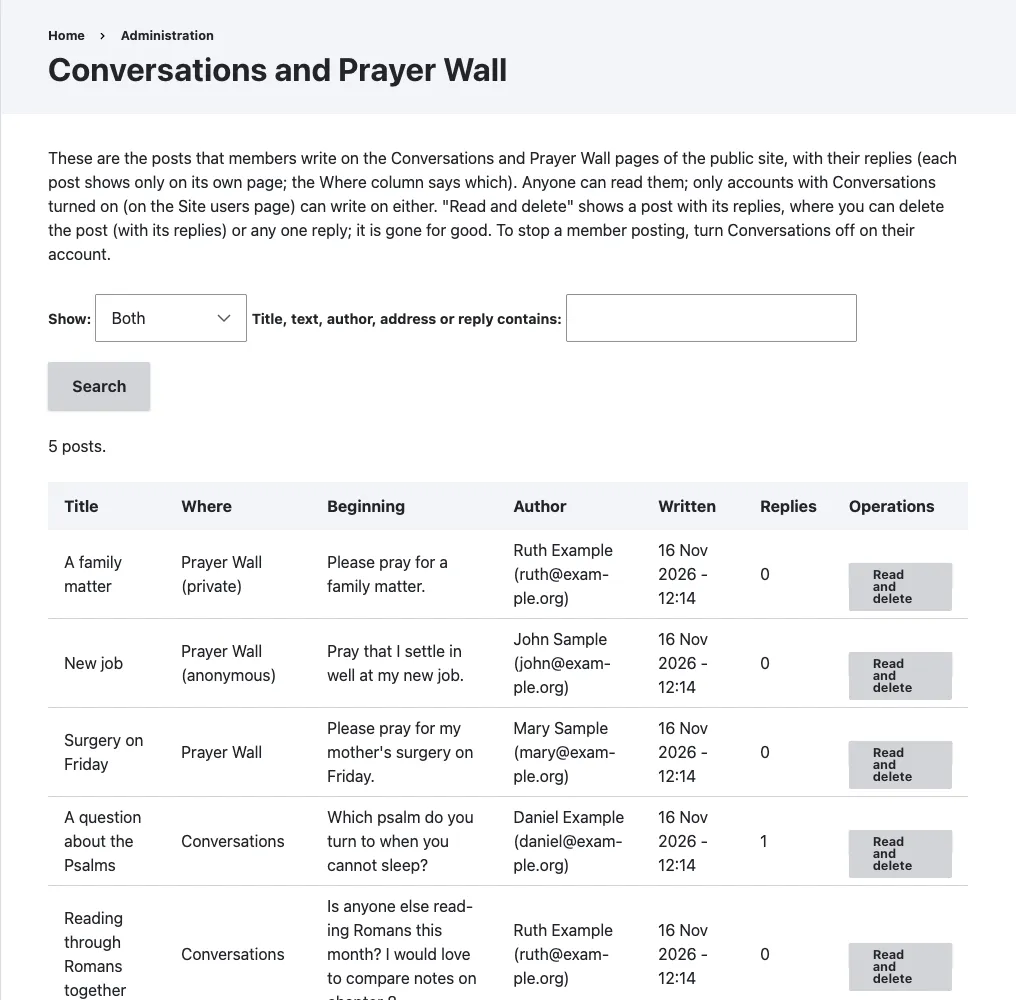 Home › Administration
Conversations and Prayer Wall
These are the posts that members write on the Conversations and Prayer Wall pages of the public site, with their replies (each
post shows only on its own page; the Where column says which). Anyone can read them; only accounts with Conversations
turned on (on the Site users page) can write on either. "Read and delete" shows a post with its replies, where you can delete
the post (with its replies) or any one reply; it is gone for good. To stop a member posting, turn Conversations off on their
account.
Show: Both Title, text, author, address or reply contains:
Search
5 posts.
Title Where Beginning Author Written Replies Operations
A family
matter
Prayer Wall
(private)
Please pray for a
family matter.
Ruth Example
(ruth@exam-
ple.org)
16 Nov
2026 -
12:14
0
Read
and
delete
New job
Prayer Wall
(anonymous)
Pray that I settle in
well at my new job.
John Sample
(john@exam-
ple.org)
16 Nov
2026 -
12:14
0
Read
and
delete
Surgery on
Friday
Prayer Wall
Please pray for my
mother's surgery on
Friday.
Mary Sample
(mary@exam-
ple.org)
16 Nov
2026 -
12:14
0
Read
and
delete
A question
about the
Psalms
Conversations
Which psalm do you
turn to when you
cannot sleep?
Daniel Example
(daniel@exam-
ple.org)
16 Nov
2026 -
12:14
1
Read
and
delete
Reading
through
Romans
together
Conversations
Is anyone else read-
ing Romans this
month? I would love
to compare notes on
Ruth Example
(ruth@exam-
ple.org)
16 Nov
2026 -
12:14
0
Read
and
delete